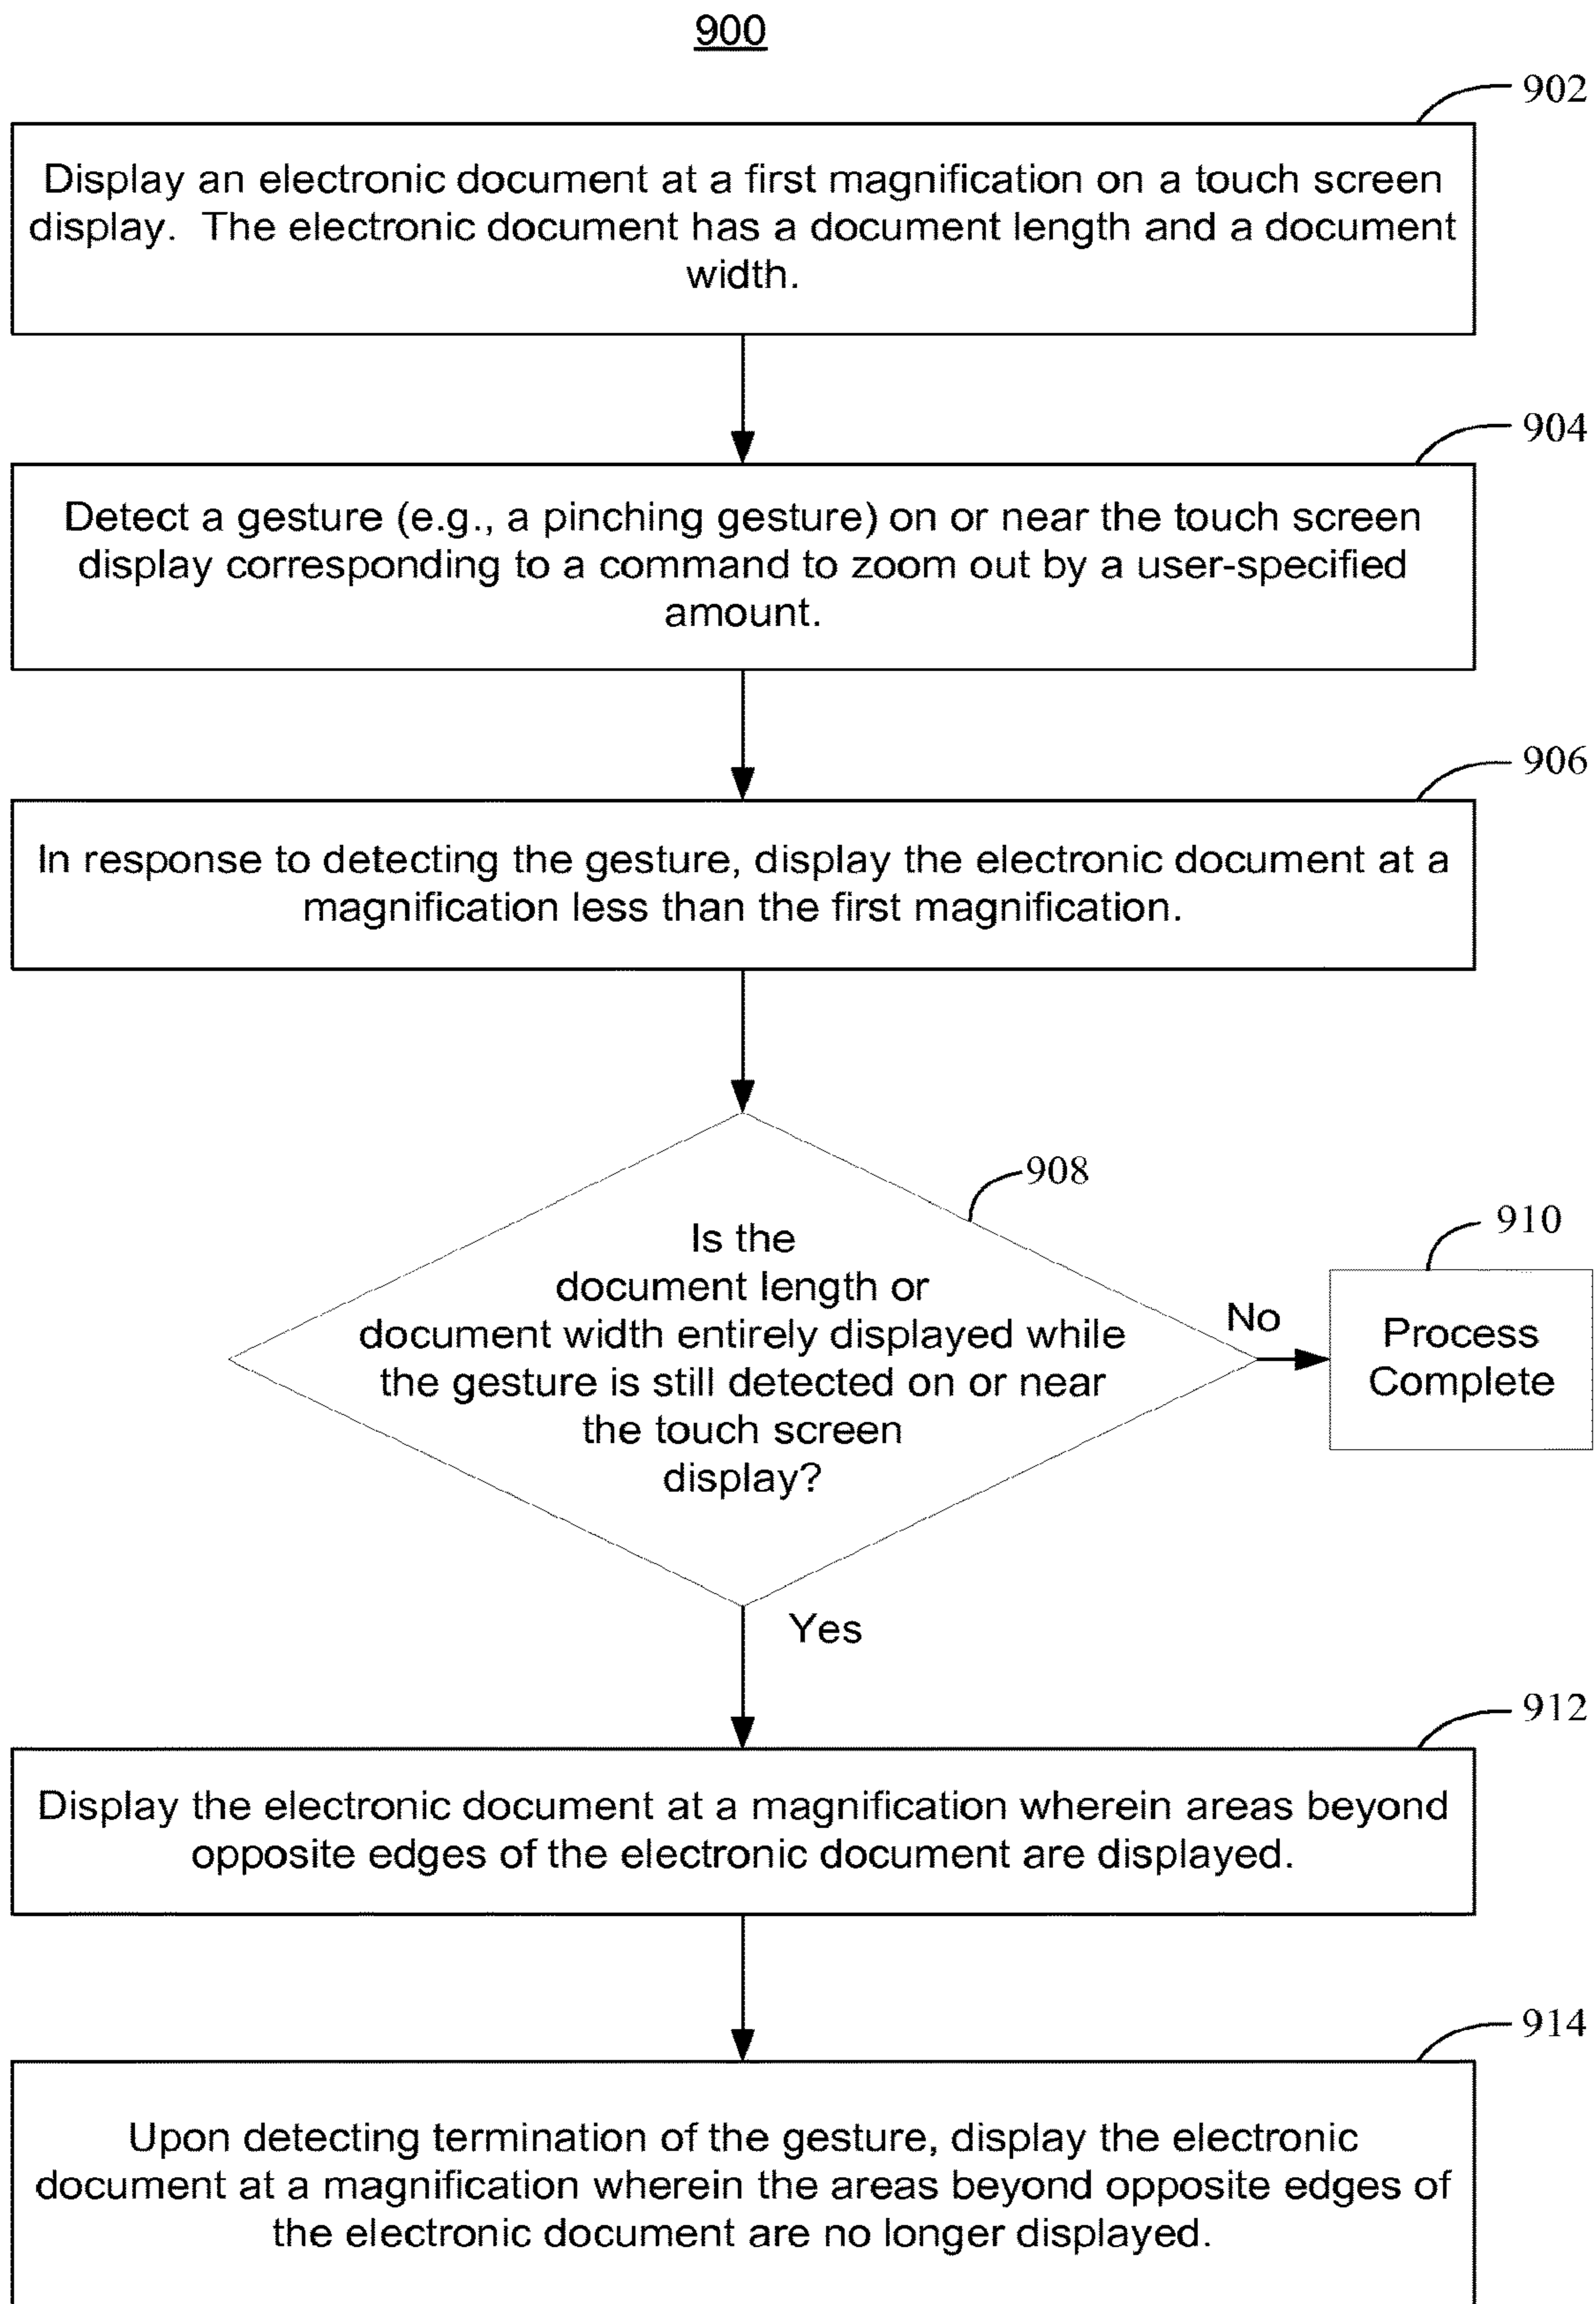 900
902
Display an electronic document at a first magnification on a touch screen
display.  The electronic document has a document length and a document
width.
904
Detect a gesture (e.g., a pinching gesture) on or near the touch screen
display corresponding to a command to zoom out by a user-specified
amount.
906
In response to detecting the gesture, display the electronic document at a
magnification less than the first magnification.
908
Is the
document length or
document width entirely displayed while
the gesture is still detected on or near
the touch screen
display?
No
910
Process
Complete
Yes
912
Display the electronic document at a magnification wherein areas beyond
opposite edges of the electronic document are displayed.
914
Upon detecting termination of the gesture, display the electronic
document at a magnification wherein the areas beyond opposite edges of
the electronic document are no longer displayed.